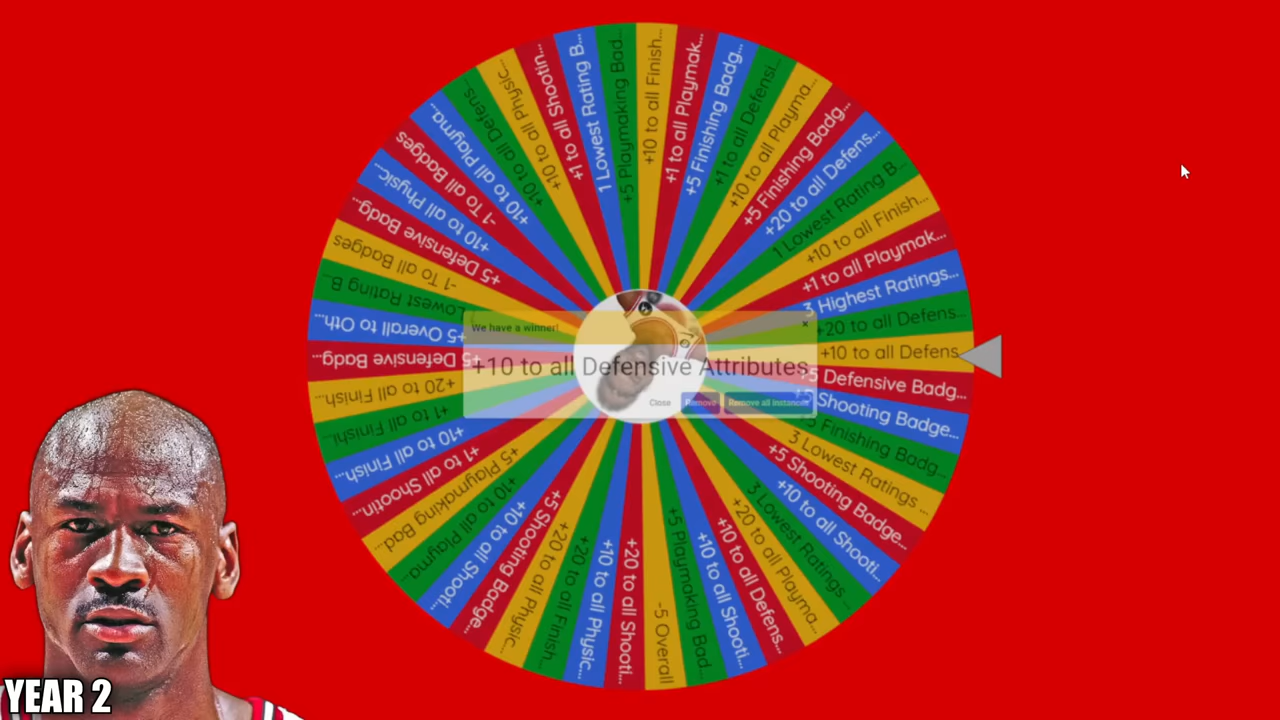 +5 Playmaking Bad...
+10 to all Finish...
+1 to all Playmak...
+5 Finishing Badg...
+1 to all Defensi...
+10 to all Playma...
+5 Finishing Badg...
+20 to all Defens...
1 Lowest Rating B...
+10 to all Finish...
+1 to all Playmak...
3 Highest Ratings...
+20 to all Defens...
+10 to all Defens
+5 Defensive Badg...
+5 Shooting Badge...
+5 Finishing Badg...
3 Lowest Ratings ...
+5 Shooting Badge...
+10 to all Shooti...
3 Lowest Ratings ...
+20 to all Playma...
+10 to all Defens...
+10 to all Shooti...
+5 Playmaking Bad...
-5 Overall
+20 to all Shooti...
+10 to all Physic...
+20 to all Finish...
+20 to all Physic...
+5 Shooting Badge...
+10 to all Shooti...
+10 to all Playma...
+5 Playmaking Bad...
+1 to all Shootin...
+10 to all Finish...
+1 to all Finishi...
+20 to all Finish...
+5 Defensive Badg...
+5 Overall to Oth...
Lowest Rating B...
-1 To all Badges
+5 Defensive Badg...
+10 to all Physic...
-1 To all Badges
+10 to all Playma...
+10 to all Defens...
+10 to all Physic...
+1 to all Shootin...
1 Lowest Rating B...
We have a winner!
×
+10 to all Defensive Attributes
Close
Remove
Remove all instances
YEAR 2